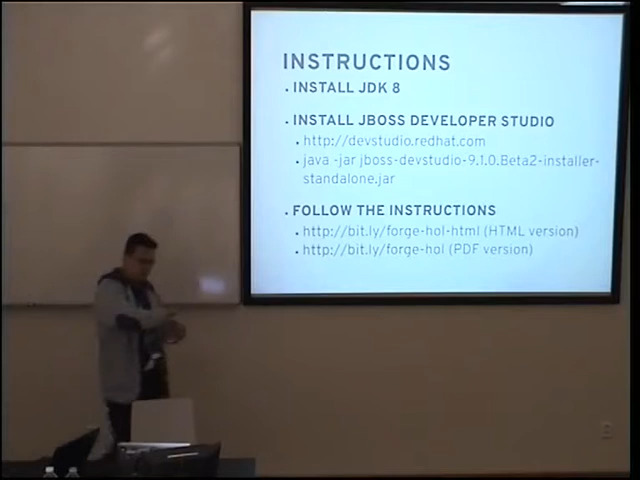 INSTRUCTIONS
• INSTALL JDK 8
• INSTALL JBOSS DEVELOPER STUDIO
• http://devstudio.redhat.com
• java -jar jboss-devstudio-9.1.0.Beta2-installer-
standalone.jar
• FOLLOW THE INSTRUCTIONS
• http://bit.ly/forge-hol-html (HTML version)
• http://bit.ly/forge-hol (PDF version)